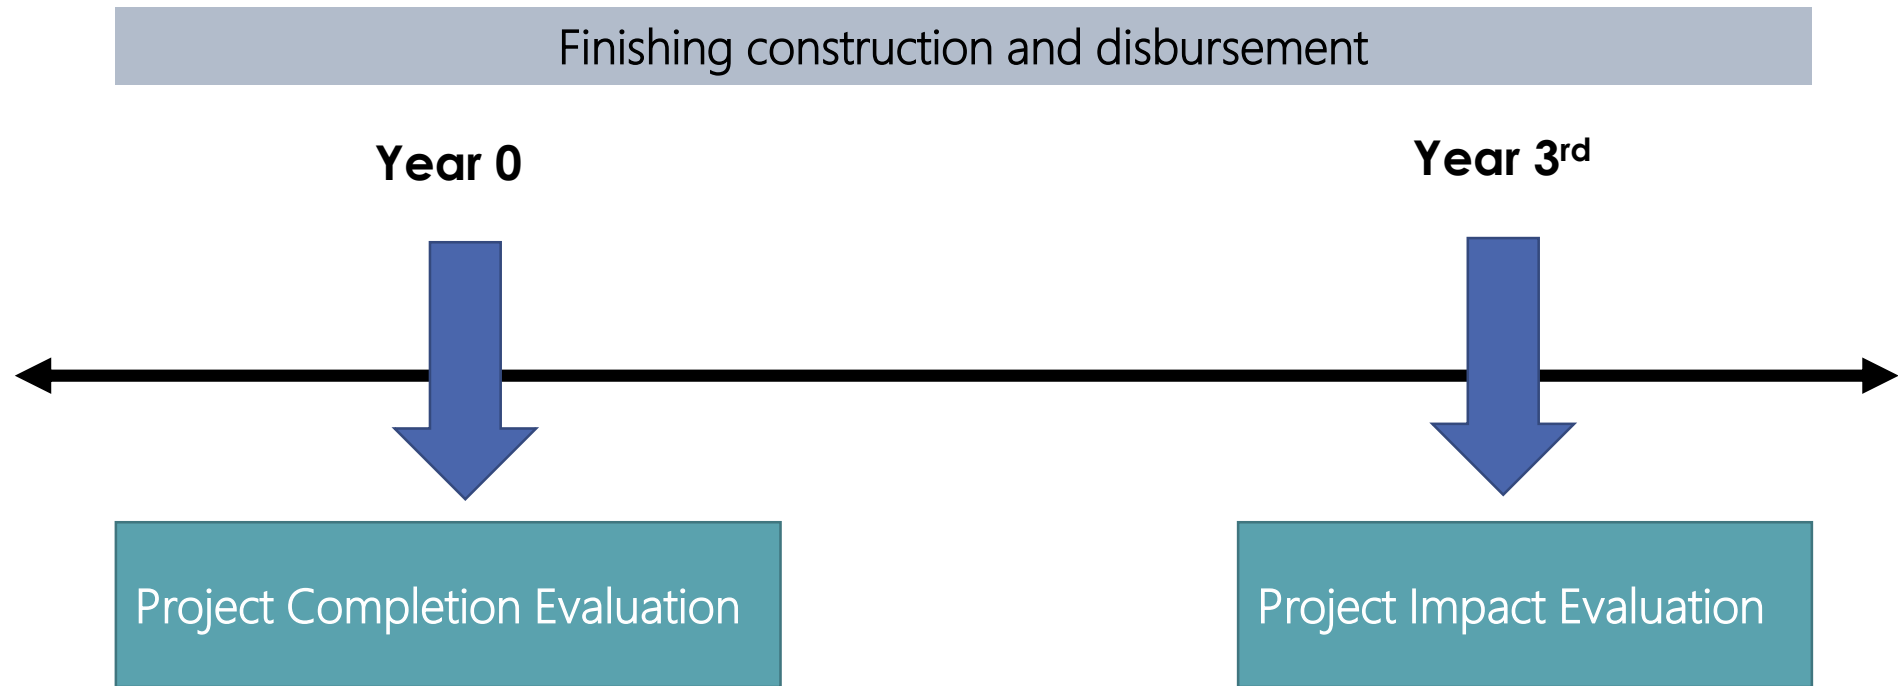 Finishing construction and disbursement
Year 0
Year 3rd
Project Completion Evaluation
Project Impact Evaluation